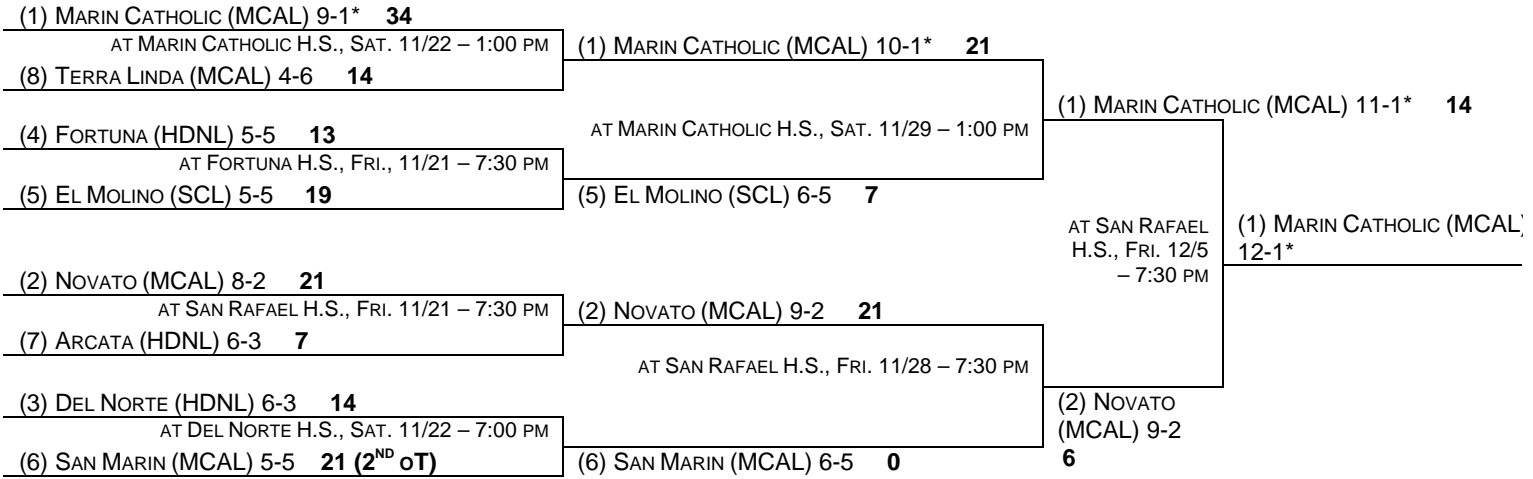 (1) MARIN CATHOLIC (MCAL) 9-1* 34
AT MARIN CATHOLIC H.S., SAT. 11/22 – 1:00 PM
(8) TERRA LINDA (MCAL) 4-6 14
(4) FORTUNA (HDNL) 5-5 13
AT FORTUNA H.S., FRI., 11/21 – 7:30 PM
(5) EL MOLINO (SCL) 5-5 19
(2) NOVATO (MCAL) 8-2 21
AT SAN RAFAEL H.S., FRI. 11/21 – 7:30 PM
(7) ARCATA (HDNL) 6-3 7
(3) DEL NORTE (HDNL) 6-3 14
AT DEL NORTE H.S., SAT. 11/22 – 7:00 PM
(6) SAN MARIN (MCAL) 5-5 21 (2ND OT)
(1) MARIN CATHOLIC (MCAL) 10-1* 21
AT MARIN CATHOLIC H.S., SAT. 11/29 – 1:00 PM
(5) EL MOLINO (SCL) 6-5 7
(2) NOVATO (MCAL) 9-2 21
AT SAN RAFAEL H.S., FRI. 11/28 – 7:30 PM
(6) SAN MARIN (MCAL) 6-5 0
(1) MARIN CATHOLIC (MCAL) 11-1* 14
AT SAN RAFAEL
H.S., FRI. 12/5
– 7:30 PM
(2) NOVATO
(MCAL) 9-2
6
(1) MARIN CATHOLIC (MCAL)
12-1*